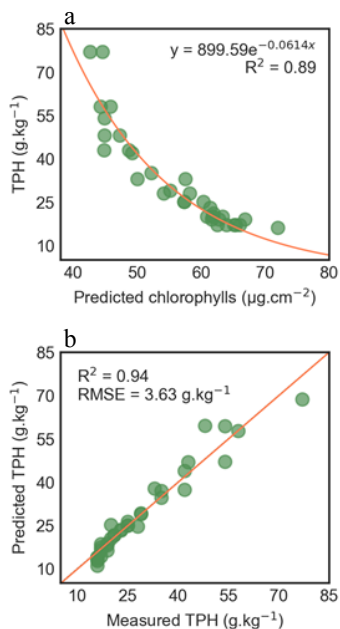 a
85
y = 899.59e⁻⁰·⁰⁶¹⁴ˣ
R² = 0.89
70
55
40
25
10
TPH (g.kg⁻¹)
40 50 60 70 80
Predicted chlorophylls (µg.cm⁻²)
b
85
R² = 0.94
RMSE = 3.63 g.kg⁻¹
70
55
40
25
10
Predicted TPH (g.kg⁻¹)
10 25 40 55 70 85
Measured TPH (g.kg⁻¹)